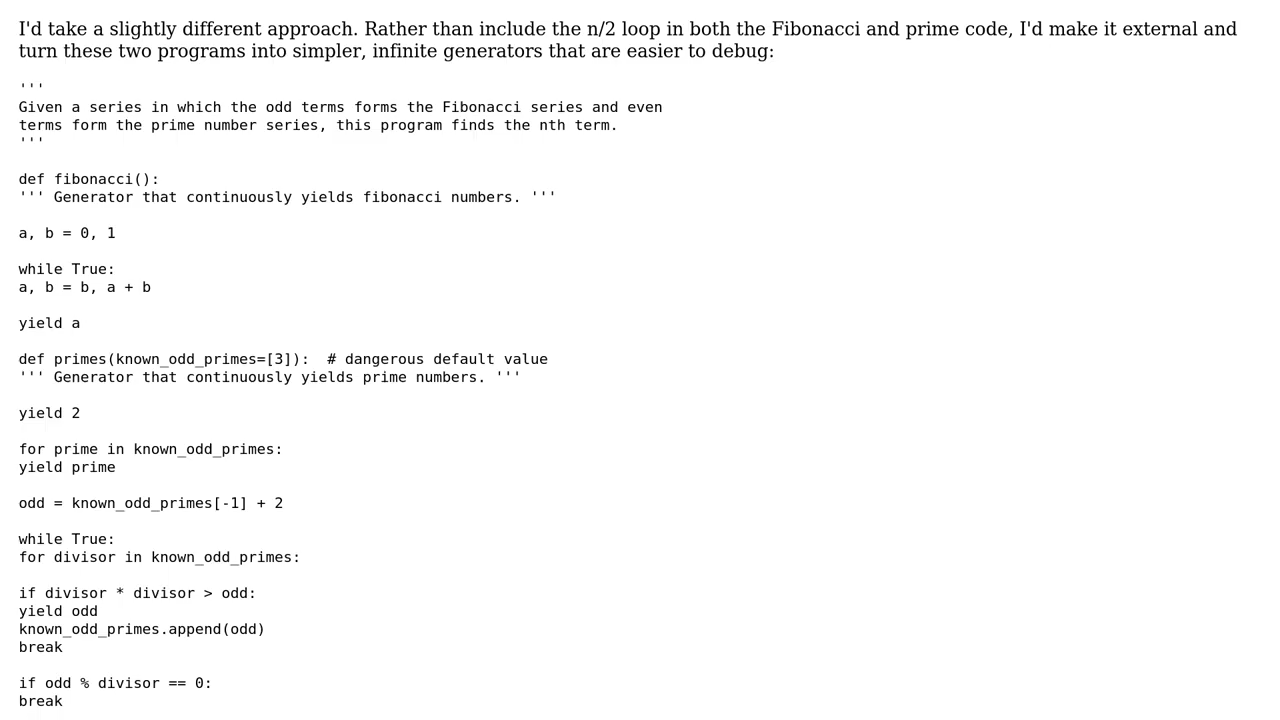 I'd take a slightly different approach. Rather than include the n/2 loop in both the Fibonacci and prime code, I'd make it external and
turn these two programs into simpler, infinite generators that are easier to debug:
'''
Given a series in which the odd terms forms the Fibonacci series and even
terms form the prime number series, this program finds the nth term.
'''
def fibonacci():
''' Generator that continuously yields fibonacci numbers. '''
a, b = 0, 1
while True:
a, b = b, a + b
yield a
def primes(known_odd_primes=[3]):  # dangerous default value
''' Generator that continuously yields prime numbers. '''
yield 2
for prime in known_odd_primes:
yield prime
odd = known_odd_primes[-1] + 2
while True:
for divisor in known_odd_primes:
if divisor * divisor > odd:
yield odd
known_odd_primes.append(odd)
break
if odd % divisor == 0:
break